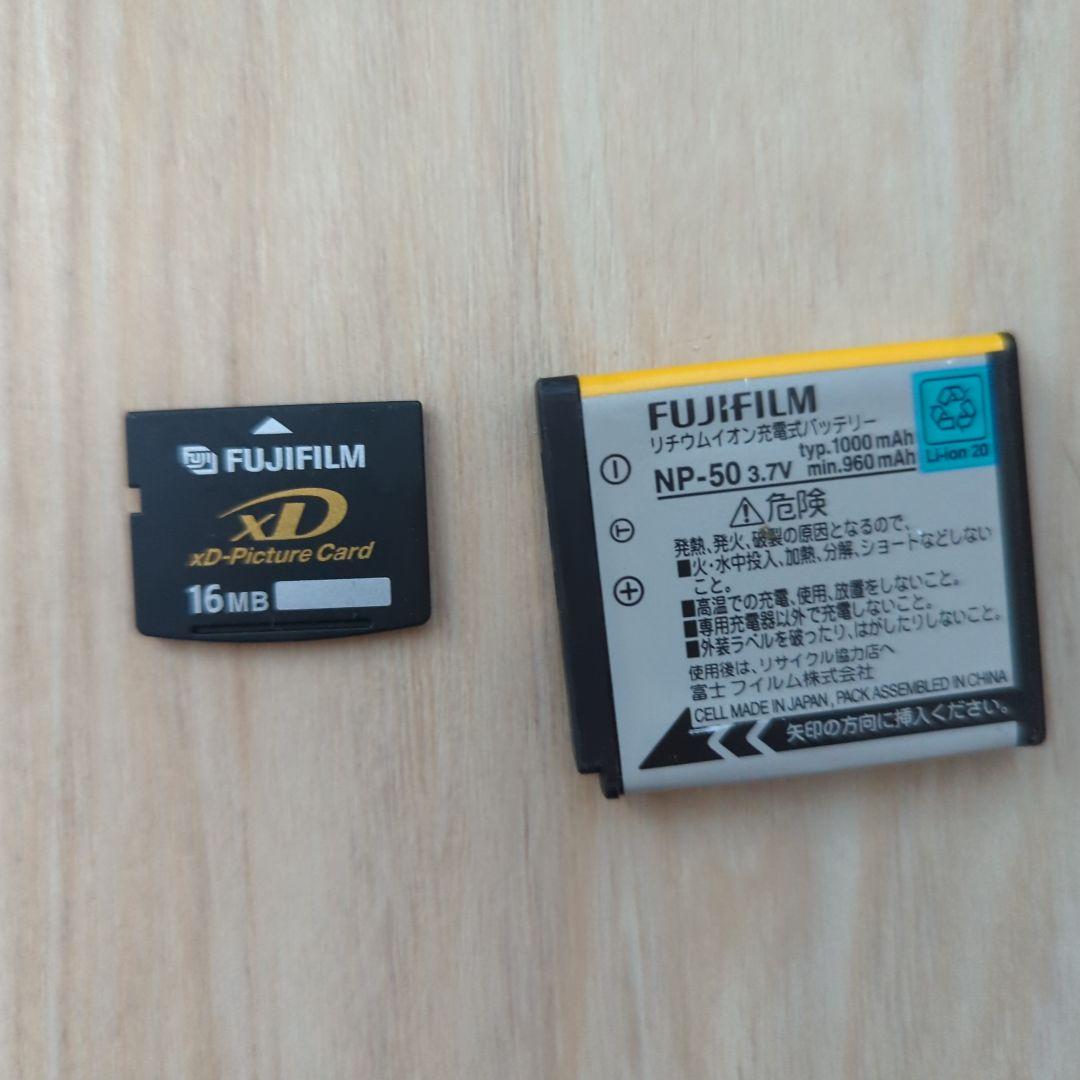 FUJI FUJIFILM
xD
xD-Picture Card
16MB
FUJIFILM
リチウムイオン充電式バッテリー
typ.1000mAh
NP-50 3.7V min.960mAh
Li-ion 20
T
⚠危険
発熱、発火、破裂の原因となるので、
■火・水中投入、加熱、分解、ショートなどしない
こと。
■高温での充電、使用、放置をしないこと。
■専用充電器以外で充電しないこと。
■外装ラベルを破ったり、はがしたりしないこと。
使用後は、リサイクル協力店へ
富士フイルム株式会社
CELL MADE IN JAPAN, PACK ASSEMBLED IN CHINA
矢印の方向に挿入ください。